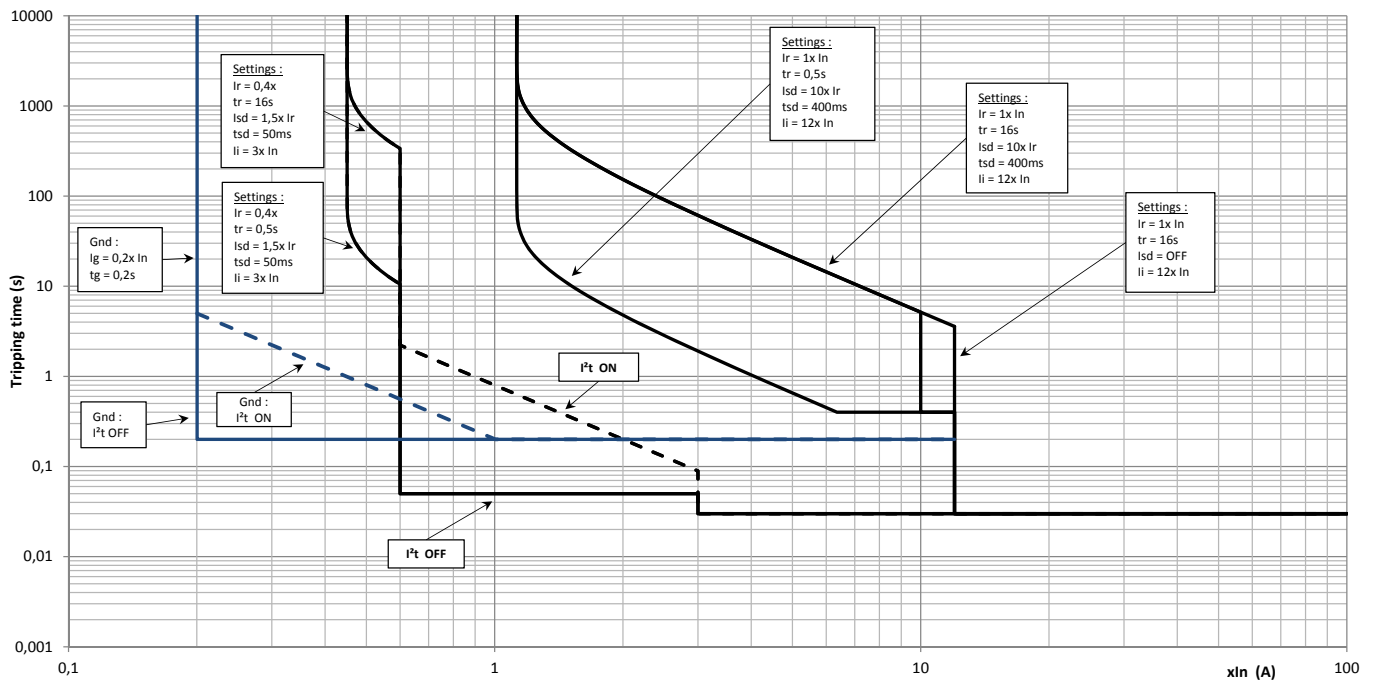 10000
1000
100
10
1
0,1
0,01
0,001
Tripping time (s)
0,1
1
10
100
xIn (A)
Settings :
Ir = 0,4x
tr = 16s
Isd = 1,5x Ir
tsd = 50ms
Ii = 3x In
Settings :
Ir = 0,4x
tr = 0,5s
Isd = 1,5x Ir
tsd = 50ms
Ii = 3x In
Gnd :
Ig = 0,2x In
tg = 0,2s
Gnd :
I²t OFF
Gnd :
I²t ON
I²t ON
I²t OFF
Settings :
Ir = 1x In
tr = 0,5s
Isd = 10x Ir
tsd = 400ms
Ii = 12x In
Settings :
Ir = 1x In
tr = 16s
Isd = 10x Ir
tsd = 400ms
Ii = 12x In
Settings :
Ir = 1x In
tr = 16s
Isd = OFF
Ii = 12x In